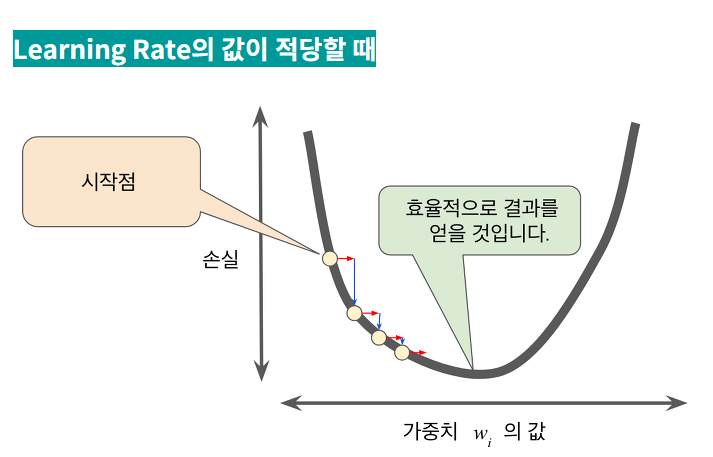 Learning Rate의 값이 적당할 때
시작점
효율적으로 결과를
얻을 것입니다.
손실
가중치 wi 의 값